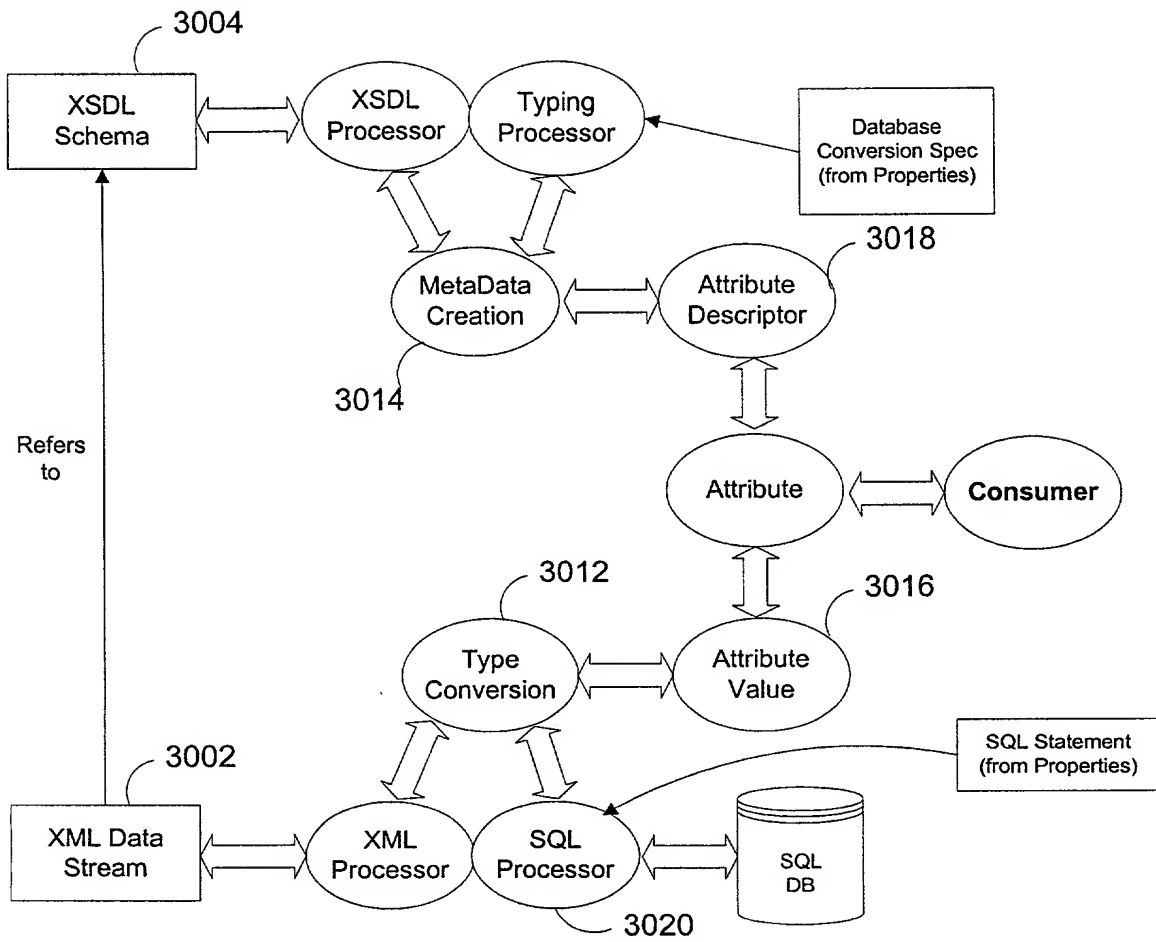 3004
XSDL
Schema
XSDL
Processor
Typing
Processor
Database
Conversion Spec
(from Properties)
MetaData
Creation
3014
Attribute
Descriptor
3018
Refers
to
Attribute
Consumer
3012
3016
Type
Conversion
Attribute
Value
SQL Statement
(from Properties)
3002
XML Data
Stream
XML
Processor
SQL
Processor
3020
SQL
DB